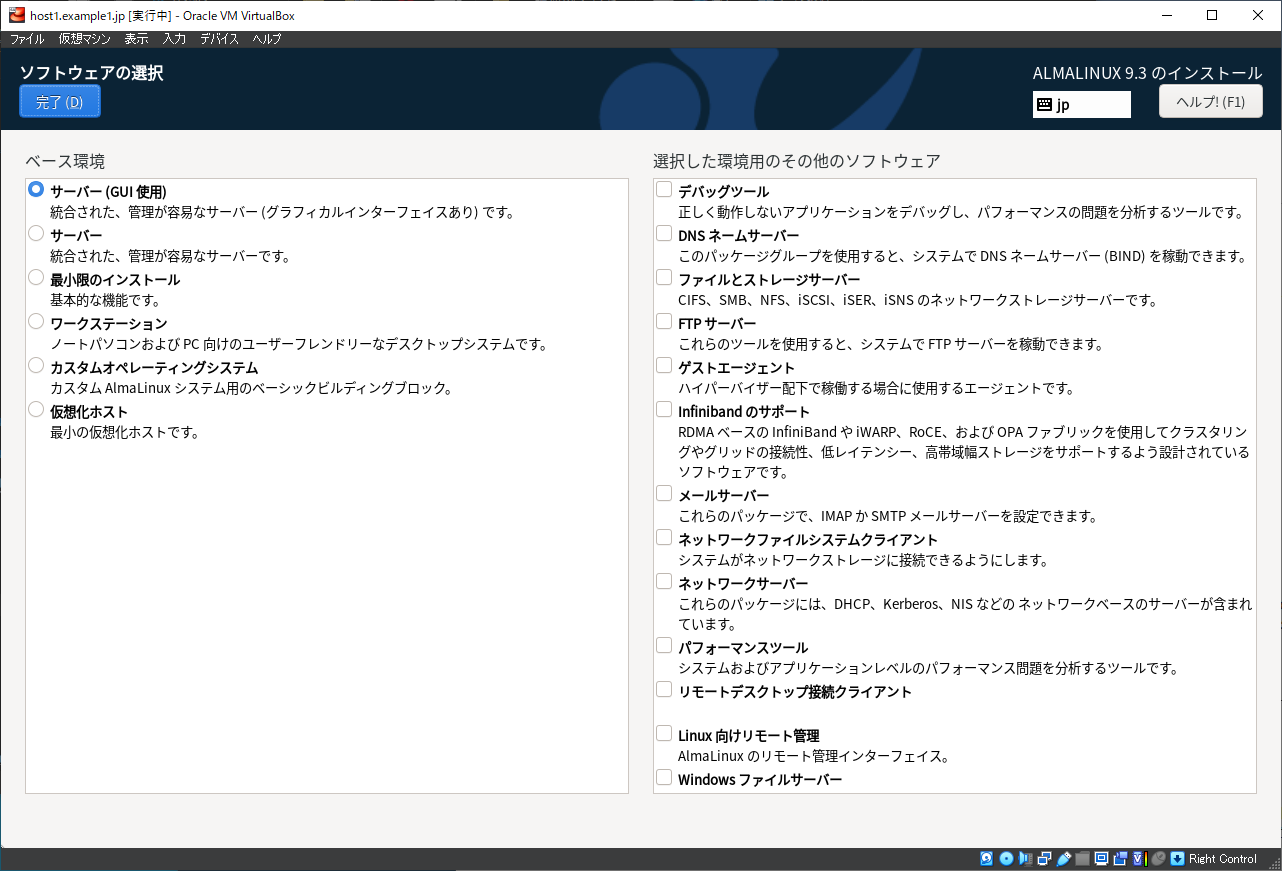 host1.example1.jp [実行中] - Oracle VM VirtualBox
ファイル 仮想マシン 表示 入力 デバイス ヘルプ
ソフトウェアの選択
完了 (D)
ALMALINUX 9.3 のインストール
jp
ヘルプ! (F1)
ベース環境
サーバー (GUI 使用)
統合された、管理が容易なサーバー (グラフィカルインターフェイスあり) です。
サーバー
統合された、管理が容易なサーバーです。
最小限のインストール
基本的な機能です。
ワークステーション
ノートパソコンおよび PC 向けのユーザーフレンドリーなデスクトップシステムです。
カスタムオペレーティングシステム
カスタム AlmaLinux システム用のベーシックビルディングブロック。
仮想化ホスト
最小の仮想化ホストです。
選択した環境用のその他のソフトウェア
デバッグツール
正しく動作しないアプリケーションをデバッグし、パフォーマンスの問題を分析するツールです。
DNS ネームサーバー
このパッケージグループを使用すると、システムで DNS ネームサーバー (BIND) を稼動できます。
ファイルとストレージサーバー
CIFS、SMB、NFS、iSCSI、iSER、iSNS のネットワークストレージサーバーです。
FTP サーバー
これらのツールを使用すると、システムで FTP サーバーを稼動できます。
ゲストエージェント
ハイパーバイザー配下で稼働する場合に使用するエージェントです。
Infiniband のサポート
RDMA ベースの InfiniBand や iWARP、RoCE、および OPA ファブリックを使用してクラスタリン
グやグリッドの接続性、低レイテンシー、高帯域幅ストレージをサポートするよう設計されている
ソフトウェアです。
メールサーバー
これらのパッケージで、IMAP か SMTP メールサーバーを設定できます。
ネットワークファイルシステムクライアント
システムがネットワークストレージに接続できるようにします。
ネットワークサーバー
これらのパッケージには、DHCP、Kerberos、NIS などの ネットワークベースのサーバーが含まれ
ています。
パフォーマンスツール
システムおよびアプリケーションレベルのパフォーマンス問題を分析するツールです。
リモートデスクトップ接続クライアント
Linux 向けリモート管理
AlmaLinux のリモート管理インターフェイス。
Windows ファイルサーバー
Right Control